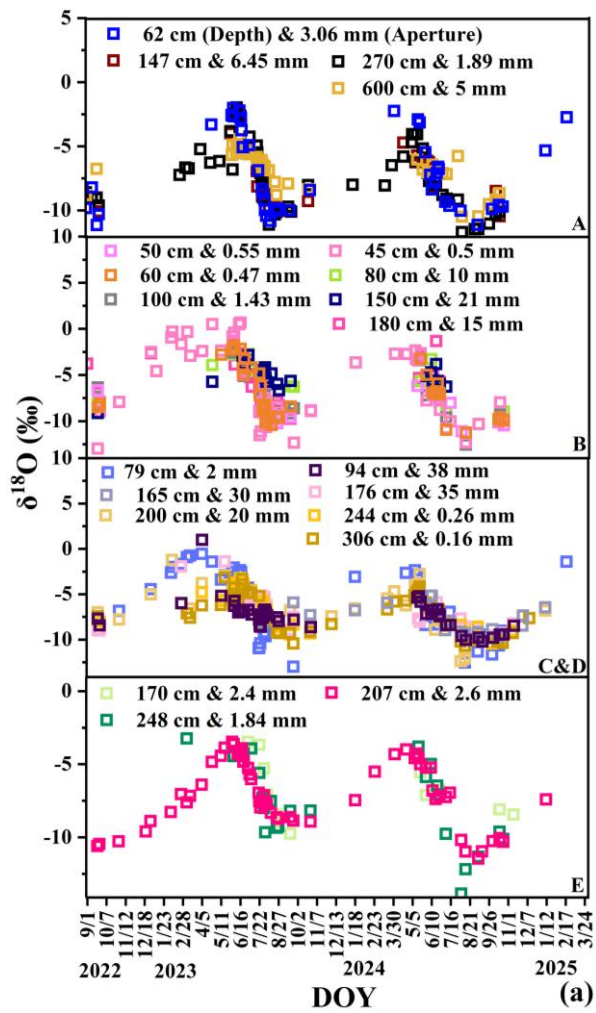 5
62 cm (Depth) & 3.06 mm (Aperture)
147 cm & 6.45 mm
270 cm & 1.89 mm
0
600 cm & 5 mm
-5
-10
A
10
50 cm & 0.55 mm
45 cm & 0.5 mm
60 cm & 0.47 mm
80 cm & 10 mm
5
100 cm & 1.43 mm
150 cm & 21 mm
180 cm & 15 mm
0
-5
-10
B
δ18O (‰)
10
79 cm & 2 mm
94 cm & 38 mm
165 cm & 30 mm
176 cm & 35 mm
5
200 cm & 20 mm
244 cm & 0.26 mm
306 cm & 0.16 mm
0
-5
-10
C&D
170 cm & 2.4 mm
207 cm & 2.6 mm
0
248 cm & 1.84 mm
-5
-10
E
9/1
10/7
11/12
12/18
1/23
2/28
4/5
5/11
6/16
7/22
8/27
10/2
11/7
12/13
1/18
2/23
3/30
5/5
6/10
7/16
8/21
9/26
11/1
12/7
1/12
2/17
3/24
2022
2023
2024
2025
DOY
(a)